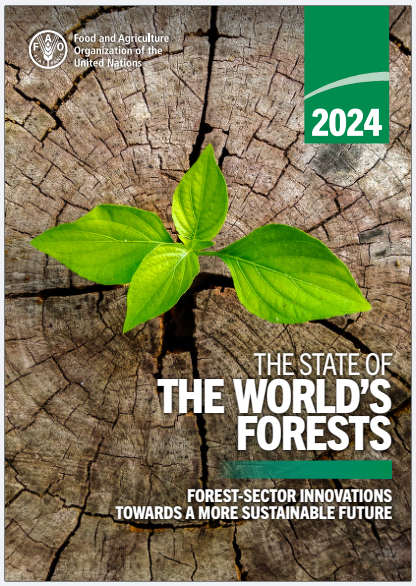 Food and Agriculture
Organization of the
United Nations
2024
THE STATE OF
THE WORLD'S
FORESTS
FOREST-SECTOR INNOVATIONS
TOWARDS A MORE SUSTAINABLE FUTURE